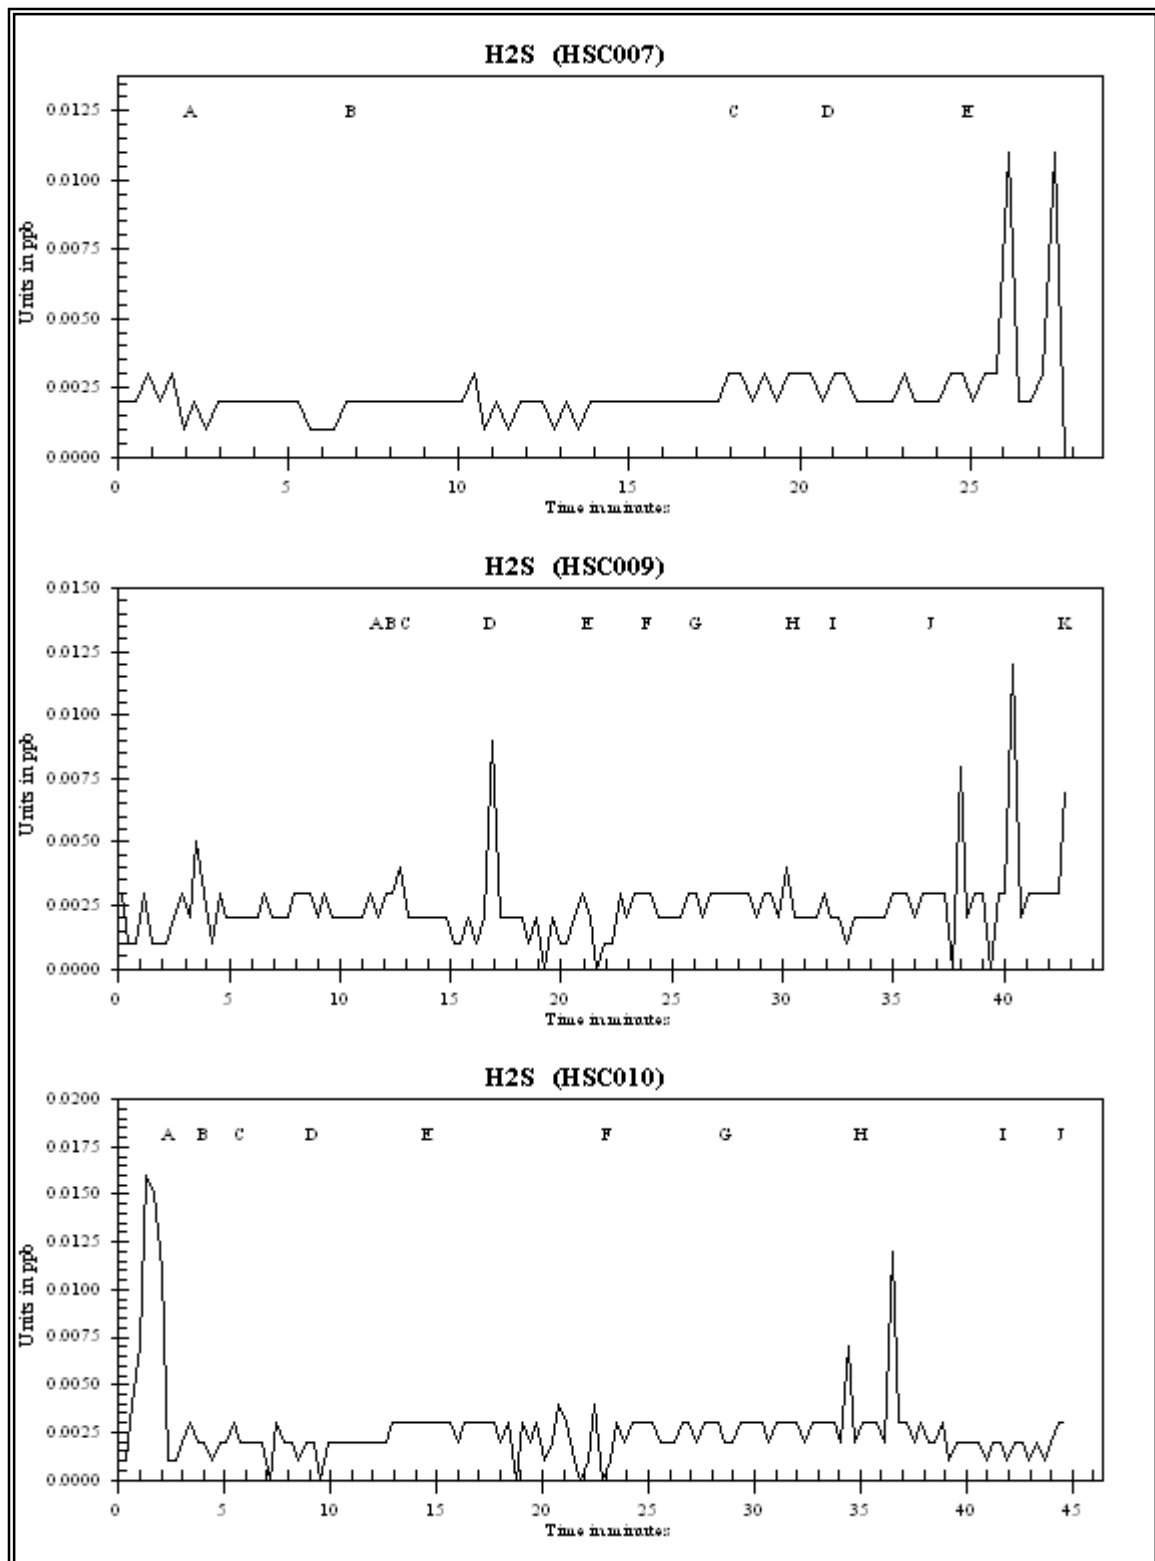 H2S (HSC007)
0.0125
A B C D E
0.0100
0.0075
Units in ppb
0.0050
0.0025
0.0000
0 5 10 15 20 25
Time in minutes
H2S (HSC009)
0.0150
A B C D E F G H I J K
0.0125
0.0100
0.0075
Units in ppb
0.0050
0.0025
0.0000
0 5 10 15 20 25 30 35 40
Time in minutes
H2S (HSC010)
0.0200
A B C D E F G H I J
0.0175
0.0150
0.0125
0.0100
Units in ppb
0.0075
0.0050
0.0025
0.0000
0 5 10 15 20 25 30 35 40 45
Time in minutes